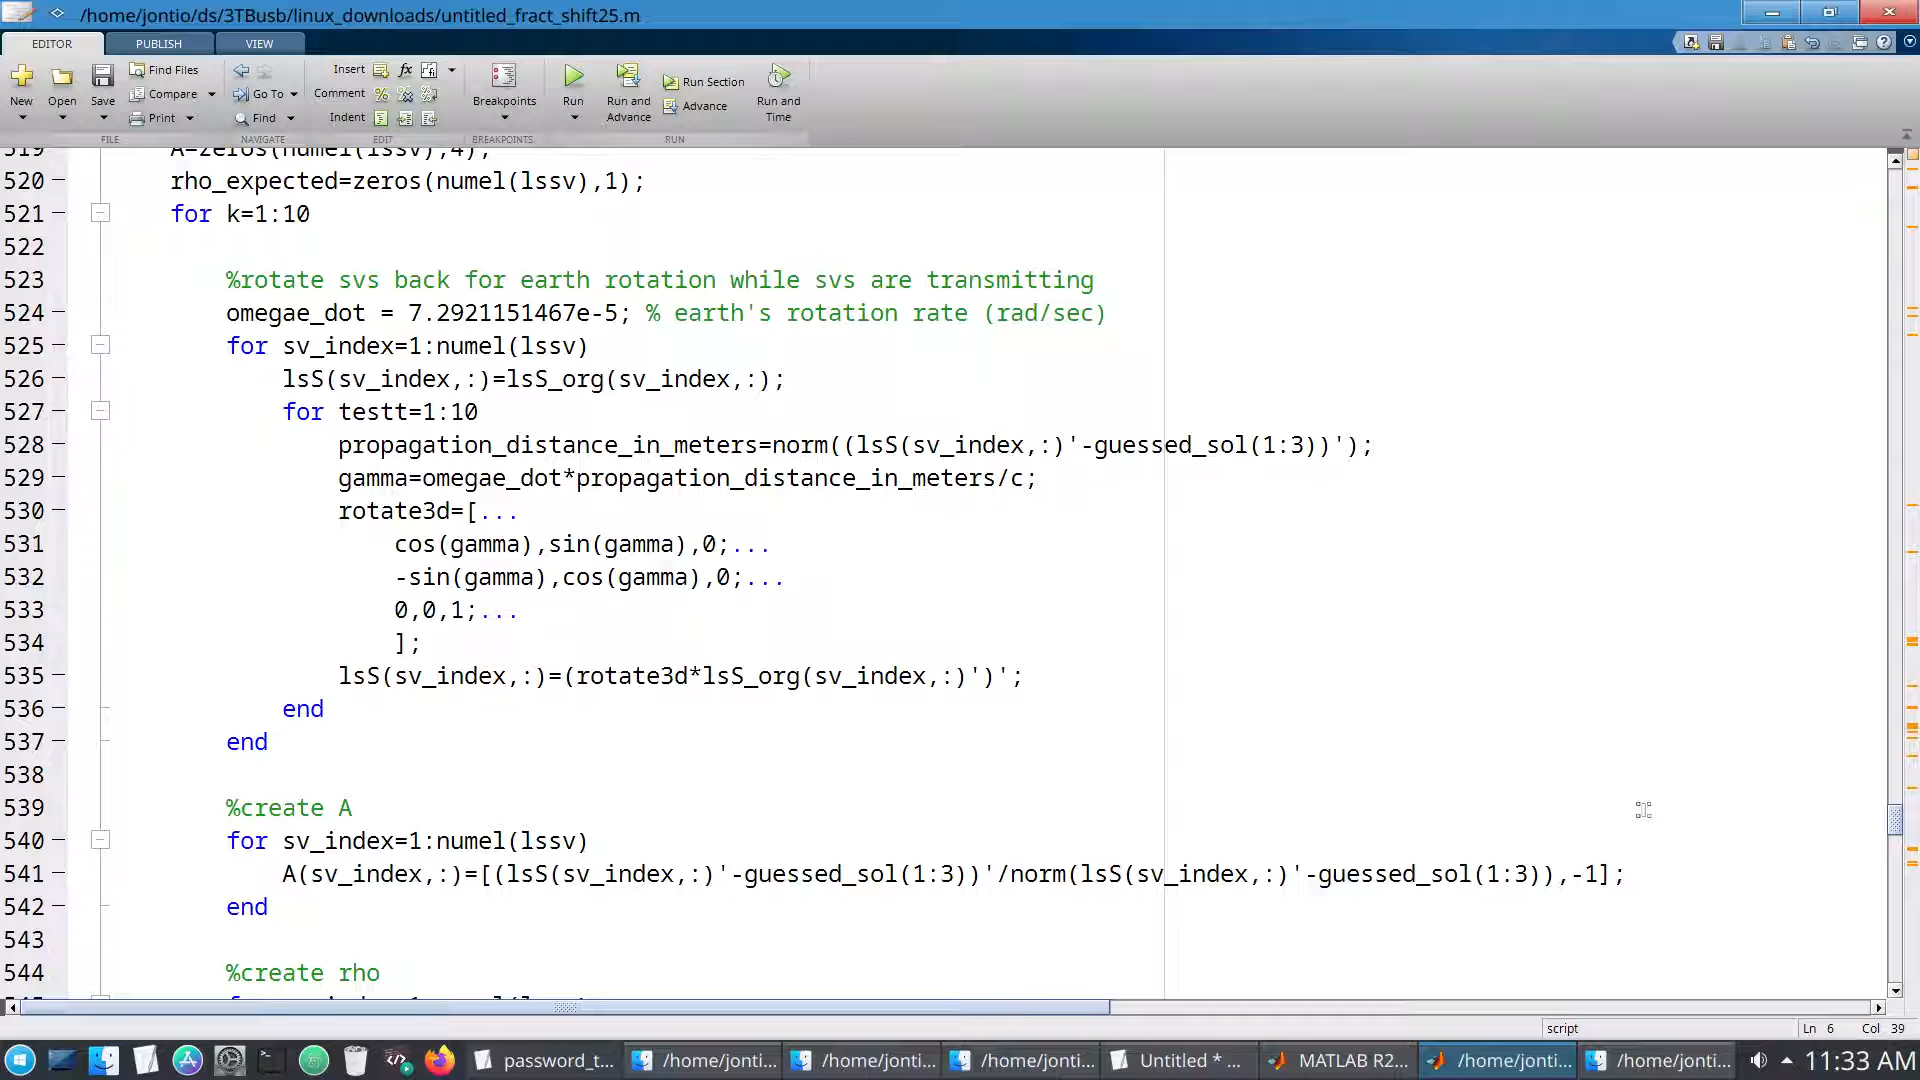 /home/jontio/ds/3TBusb/linux_downloads/untitled_fract_shift25.m
EDITOR PUBLISH VIEW
New Open Save Find Files Compare Print
FILE
Go To Find
NAVIGATE
Insert fx
Comment
Indent
EDIT
Breakpoints
BREAKPOINTS
Run Run and Advance Run Section Advance Run and Time
RUN
519 A=zeros(numel(lssv),4);
520 rho_expected=zeros(numel(lssv),1);
521 for k=1:10
522
523 %rotate svs back for earth rotation while svs are transmitting
524 omegae_dot = 7.2921151467e-5; % earth's rotation rate (rad/sec)
525 for sv_index=1:numel(lssv)
526 lsS(sv_index,:)=lsS_org(sv_index,:);
527 for testt=1:10
528 propagation_distance_in_meters=norm((lsS(sv_index,:)'-guessed_sol(1:3))');
529 gamma=omegae_dot*propagation_distance_in_meters/c;
530 rotate3d=[...
531 cos(gamma),sin(gamma),0;...
532 -sin(gamma),cos(gamma),0;...
533 0,0,1;...
534 ];
535 lsS(sv_index,:)=(rotate3d*lsS_org(sv_index,:)')';
536 end
537 end
538
539 %create A
540 for sv_index=1:numel(lssv)
541 A(sv_index,:)=[(lsS(sv_index,:)'-guessed_sol(1:3))'/norm(lsS(sv_index,:)'-guessed_sol(1:3)),-1];
542 end
543
544 %create rho
script Ln 6 Col 39
password_t... /home/jonti... /home/jonti... /home/jonti... Untitled * ... MATLAB R2... /home/jonti... /home/jonti... 11:33 AM